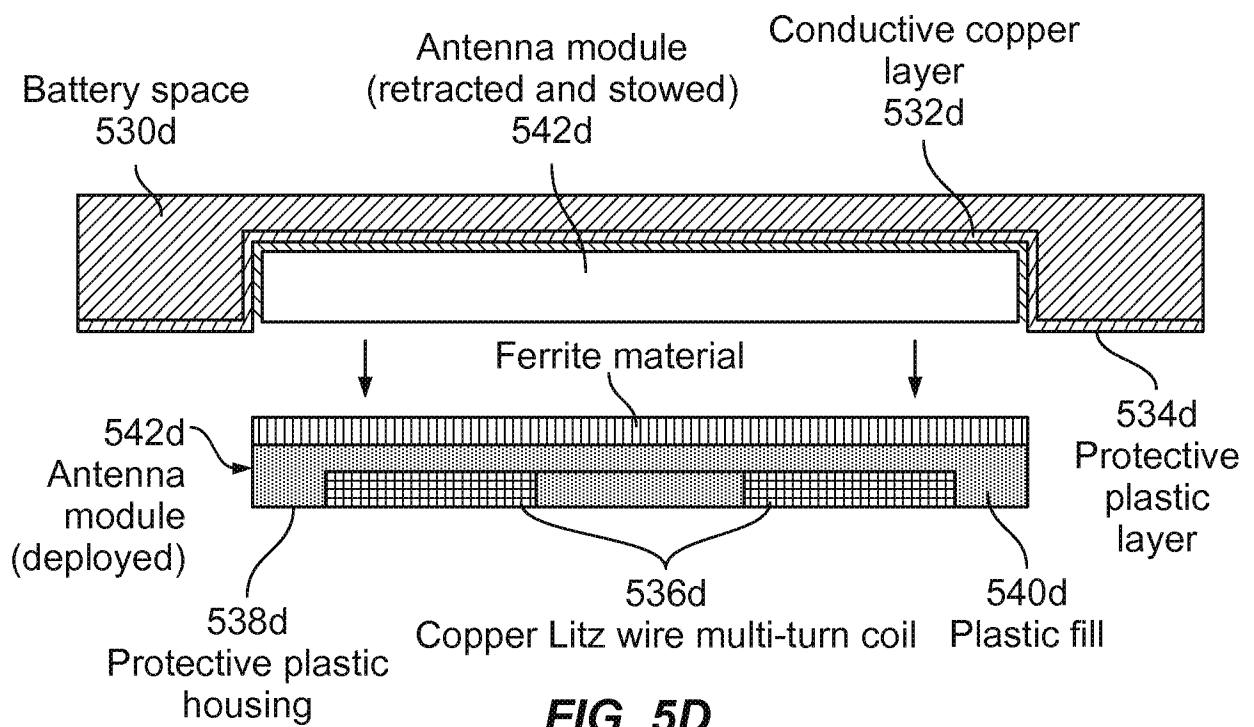 Battery space
530d
Antenna module
(retracted and stowed)
542d
Conductive copper
layer
532d
Ferrite material
542d
Antenna
module
(deployed)
534d
Protective
plastic
layer
538d
Protective plastic
housing
536d
Copper Litz wire multi-turn coil
540d
Plastic fill
FIG. 5D